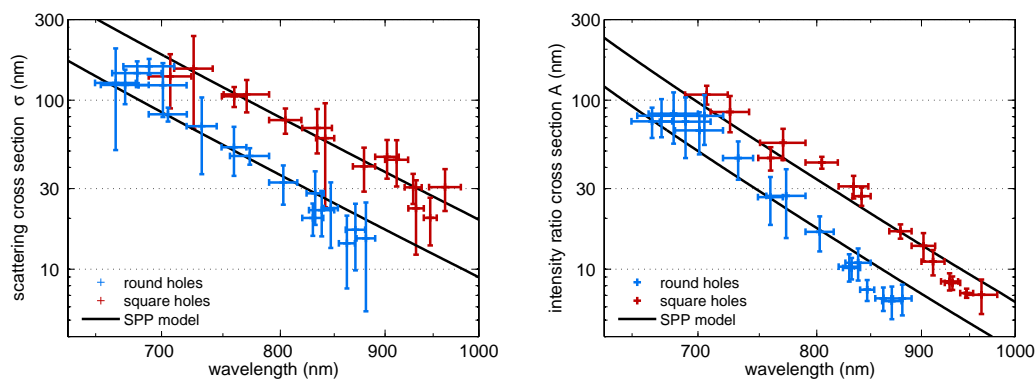 scattering cross section σ (nm)
300
100
30
10
700
800
900
1000
wavelength (nm)
round holes
square holes
SPP model
intensity ratio cross section A (nm)
300
100
30
10
700
800
900
1000
wavelength (nm)
round holes
square holes
SPP model